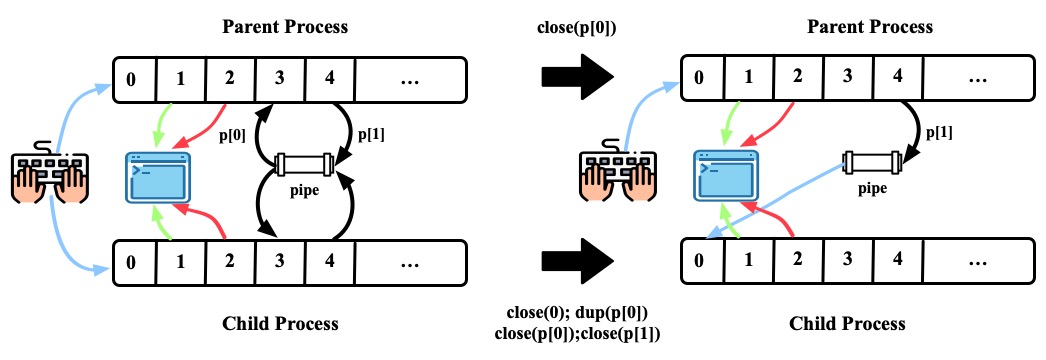 Parent Process
0 1 2 3 4 ...
p[0]
p[1]
pipe
0 1 2 3 4 ...
Child Process
close(p[0])
close(0); dup(p[0])
close(p[0]);close(p[1])
Parent Process
0 1 2 3 4 ...
p[1]
pipe
0 1 2 3 4 ...
Child Process